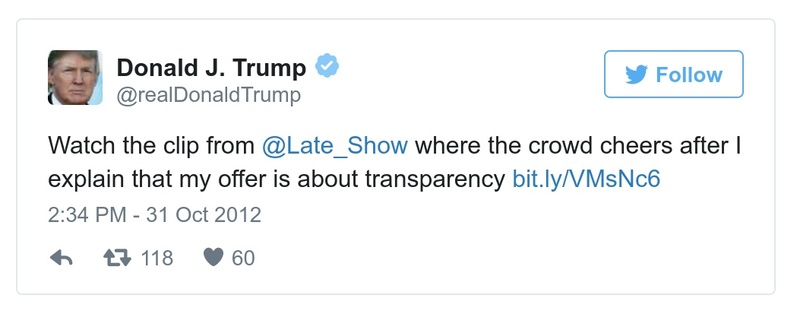 Donald J. Trump
@realDonaldTrump
Follow
Watch the clip from @Late_Show where the crowd cheers after I
explain that my offer is about transparency bit.ly/VMsNc6
2:34 PM - 31 Oct 2012
118 60